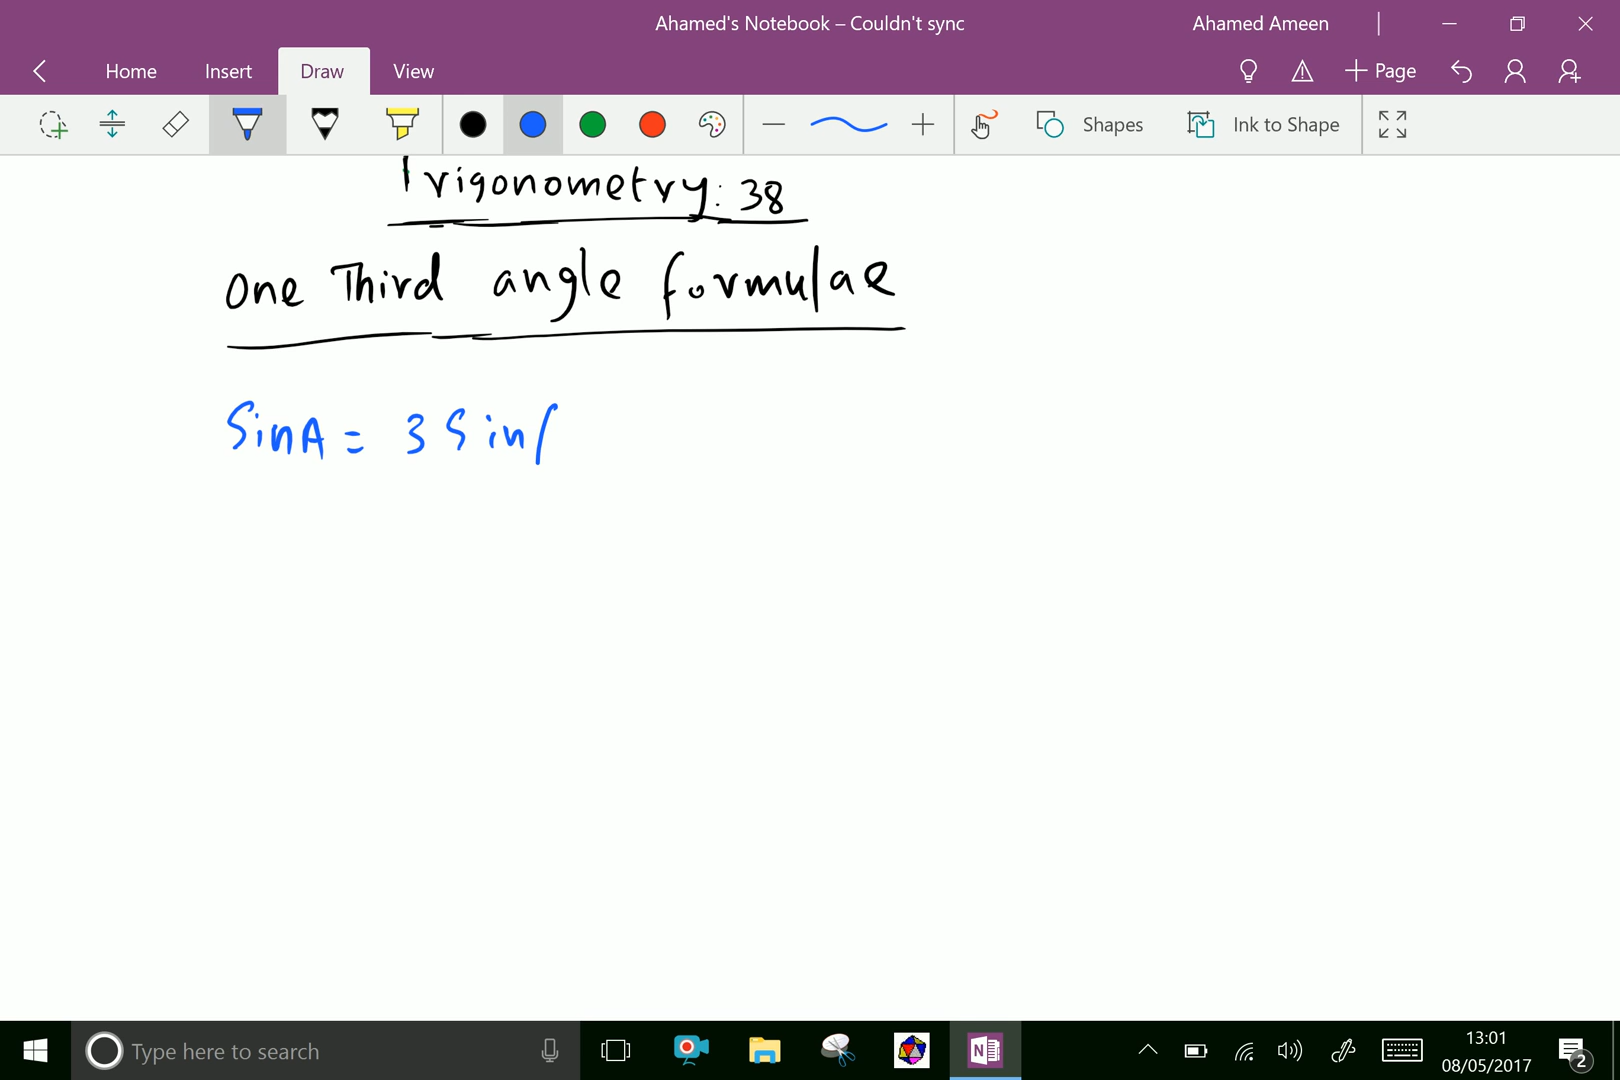 Ahamed's Notebook – Couldn't sync
Ahamed Ameen
Home Insert Draw View
Page
Shapes
Ink to Shape
Trigonometry: 38
one Third angle formulae
SinA = 3 Sin(
Type here to search
N
13:01
08/05/2017
2